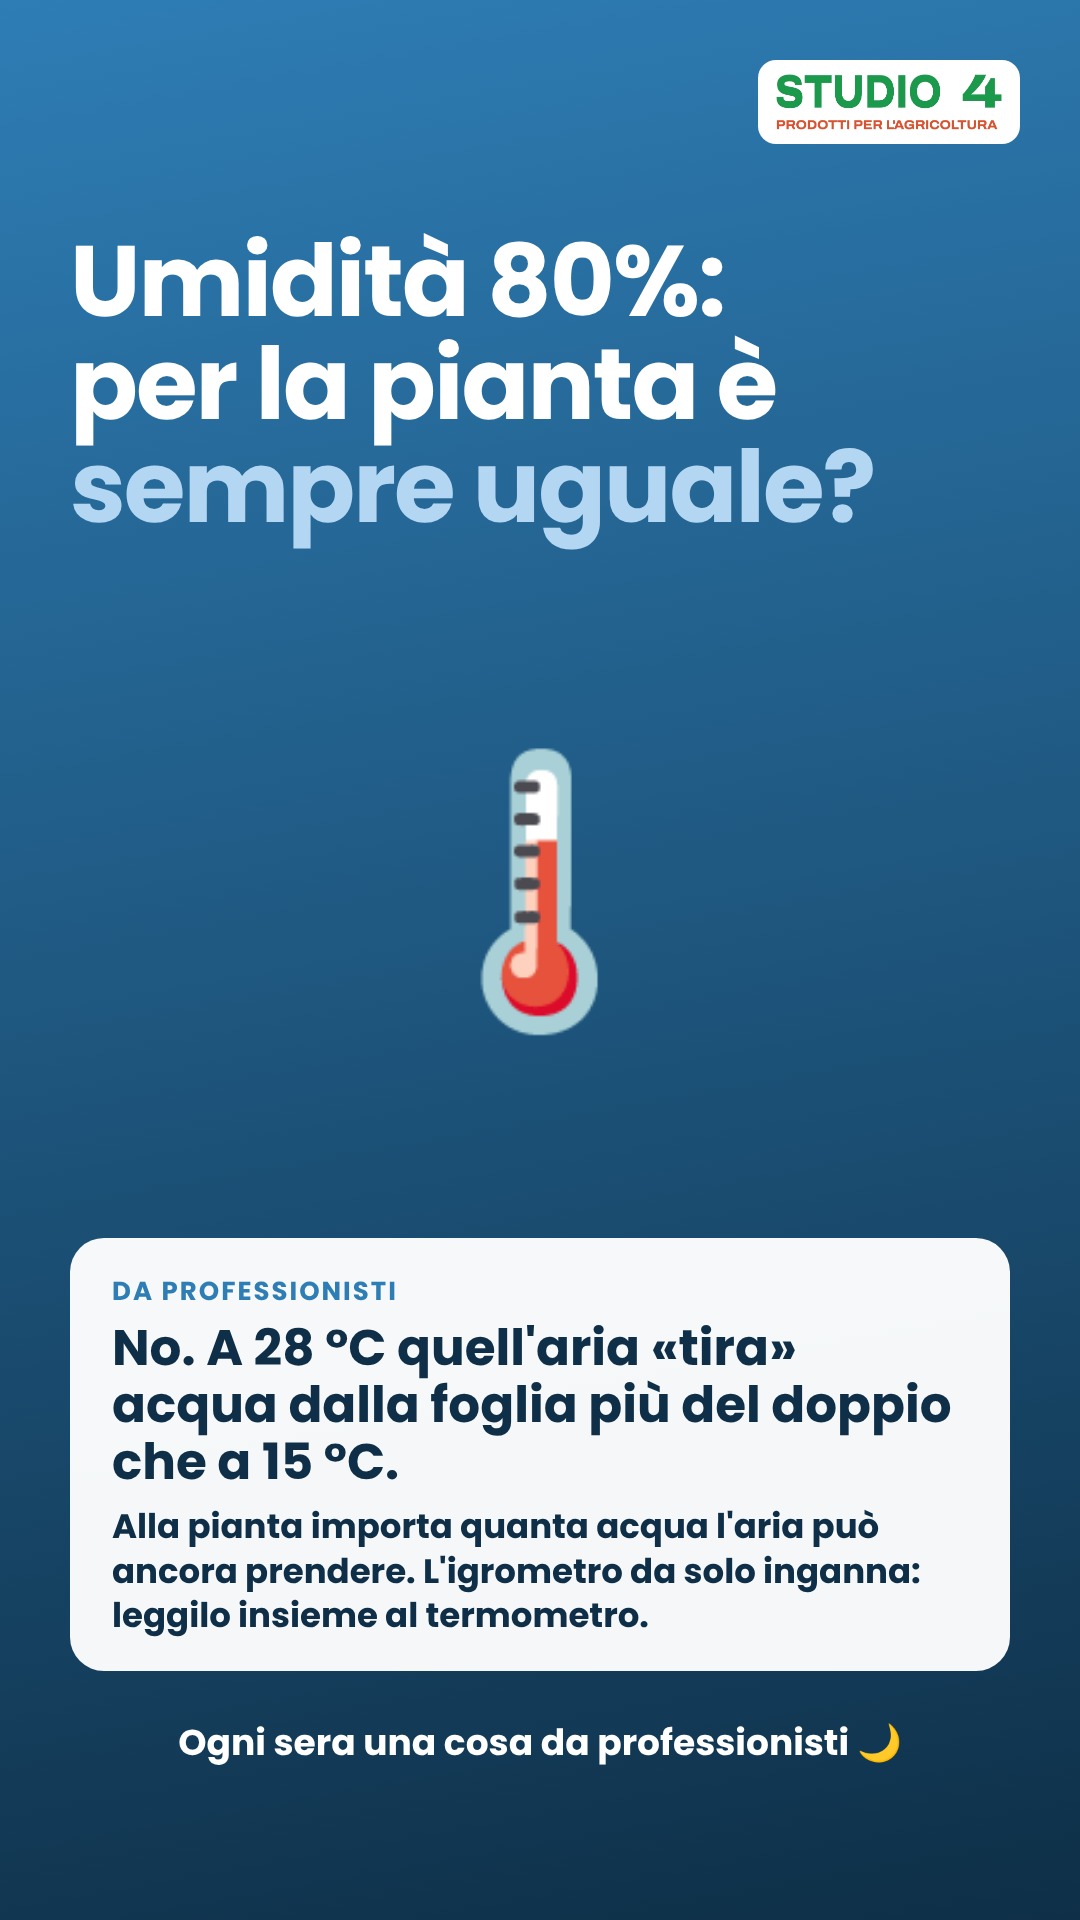 STUDIO 4
PRODOTTI PER L'AGRICOLTURA
Umidità 80%:
per la pianta è
sempre uguale?
DA PROFESSIONISTI
No. A 28 °C quell'aria «tira»
acqua dalla foglia più del doppio
che a 15 °C.
Alla pianta importa quanta acqua l'aria può
ancora prendere. L'igrometro da solo inganna:
leggilo insieme al termometro.
Ogni sera una cosa da professionisti 🌙